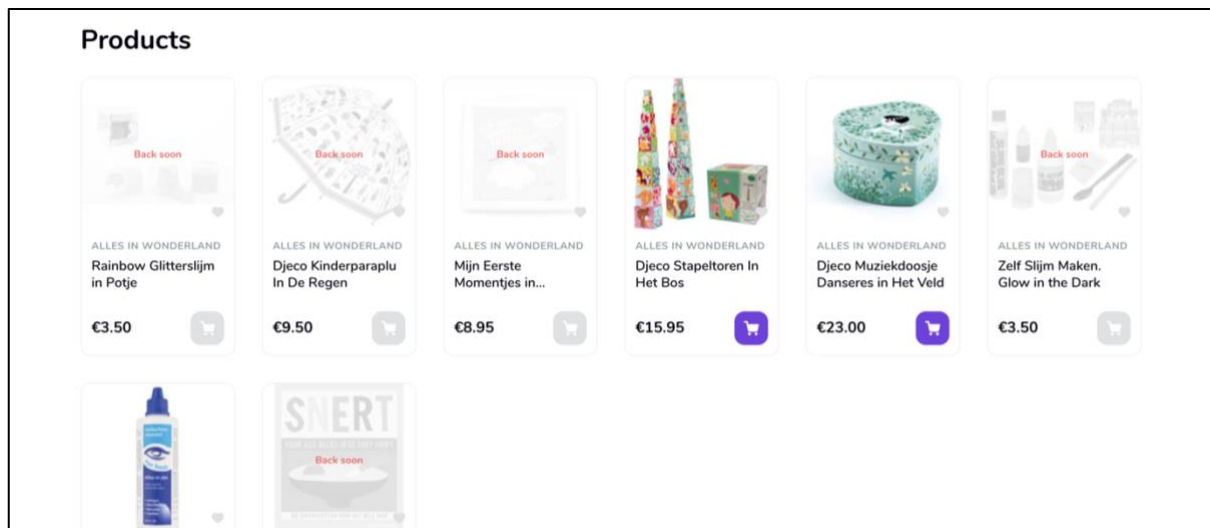 Products
Back soon
ALLES IN WONDERLAND
Rainbow Glitterslijm
in Potje
€3.50
Back soon
ALLES IN WONDERLAND
Djeco Kinderparaplu
In De Regen
€9.50
Back soon
ALLES IN WONDERLAND
Mijn Eerste
Momentjes in...
€8.95
ALLES IN WONDERLAND
Djeco Stapeltoren In
Het Bos
€15.95
ALLES IN WONDERLAND
Djeco Muziekdoosje
Danseres in Het Veld
€23.00
Back soon
ALLES IN WONDERLAND
Zelf Slijm Maken.
Glow in the Dark
€3.50
SNERT
Back soon